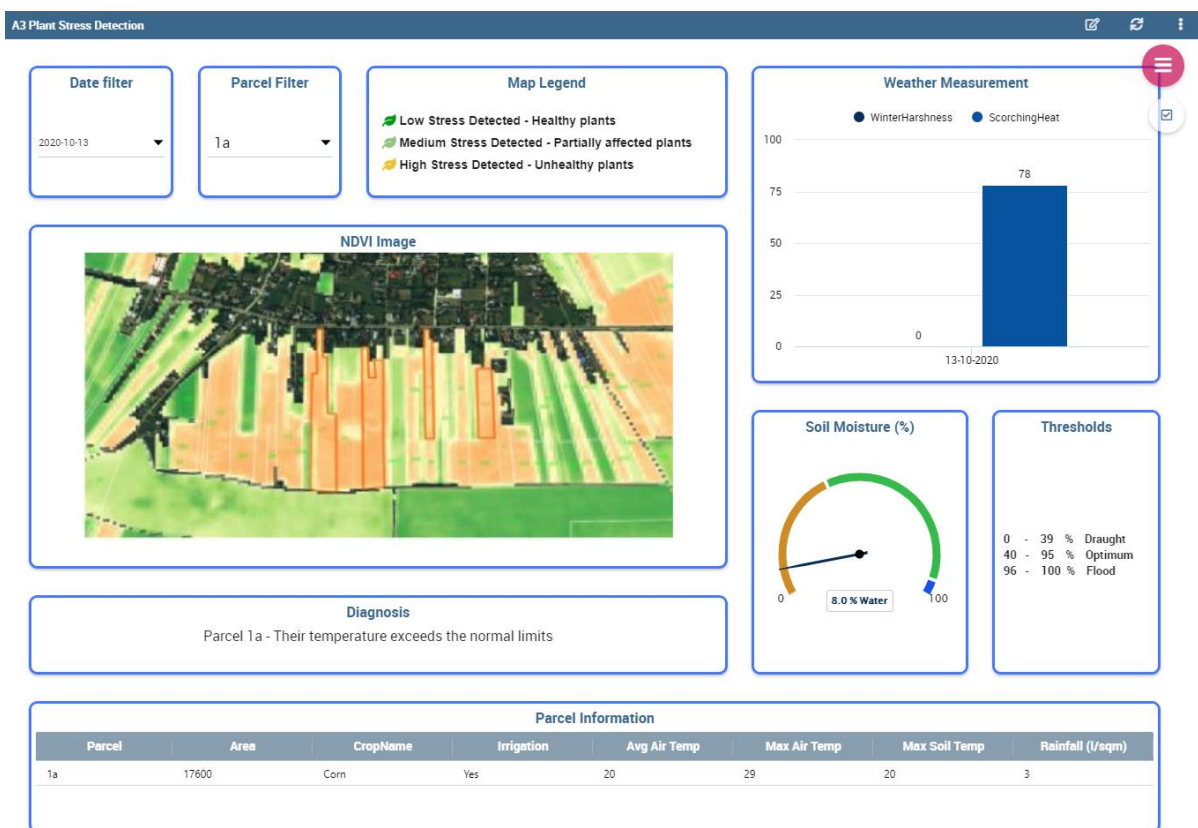 A3 Plant Stress Detection
Date filter
2020-10-13
Parcel Filter
1a
Map Legend
Low Stress Detected - Healthy plants
Medium Stress Detected - Partially affected plants
High Stress Detected - Unhealthy plants
Weather Measurement
WinterHarshness ScorchingHeat
100
75
50
25
0
0
78
13-10-2020
NDVI Image
Soil Moisture (%)
0 100
8.0 % Water
Thresholds
0 - 39 % Draught
40 - 95 % Optimum
96 - 100 % Flood
Diagnosis
Parcel 1a - Their temperature exceeds the normal limits
Parcel Information
Parcel Area CropName Irrigation Avg Air Temp Max Air Temp Max Soil Temp Rainfall (l/sqm)
1a 17600 Corn Yes 20 29 20 3